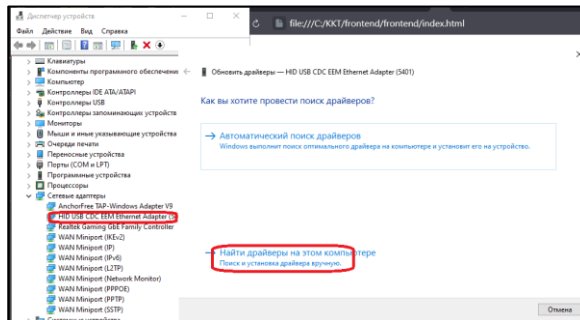 Диспетчер устройств
Файл Действие Вид Справка
Клавиатуры
Компоненты программного обеспечени
Компьютер
Контроллеры IDE ATA/ATAPI
Контроллеры USB
Контроллеры запоминающих устройств
Мониторы
Мыши и иные указывающие устройства
Очереди печати
Переносные устройства
Порты (COM и LPT)
Программные устройства
Процессоры
Сетевые адаптеры
AnchorFree TAP-Windows Adapter V9
HID USB CDC EEM Ethernet Adapter (5
Realtek Gaming GbE Family Controller
WAN Miniport (IKEv2)
WAN Miniport (IP)
WAN Miniport (IPv6)
WAN Miniport (L2TP)
WAN Miniport (Network Monitor)
WAN Miniport (PPPOE)
WAN Miniport (PPTP)
WAN Miniport (SSTP)
file:///C:/KKT/frontend/frontend/index.html
Обновить драйверы — HID USB CDC EEM Ethernet Adapter (5401)
Как вы хотите провести поиск драйверов?
Автоматический поиск драйверов
Windows выполнит поиск оптимального драйвера на компьютере и установит его на устройство.
Найти драйверы на этом компьютере
Поиск и установка драйвера вручную.
Отмена